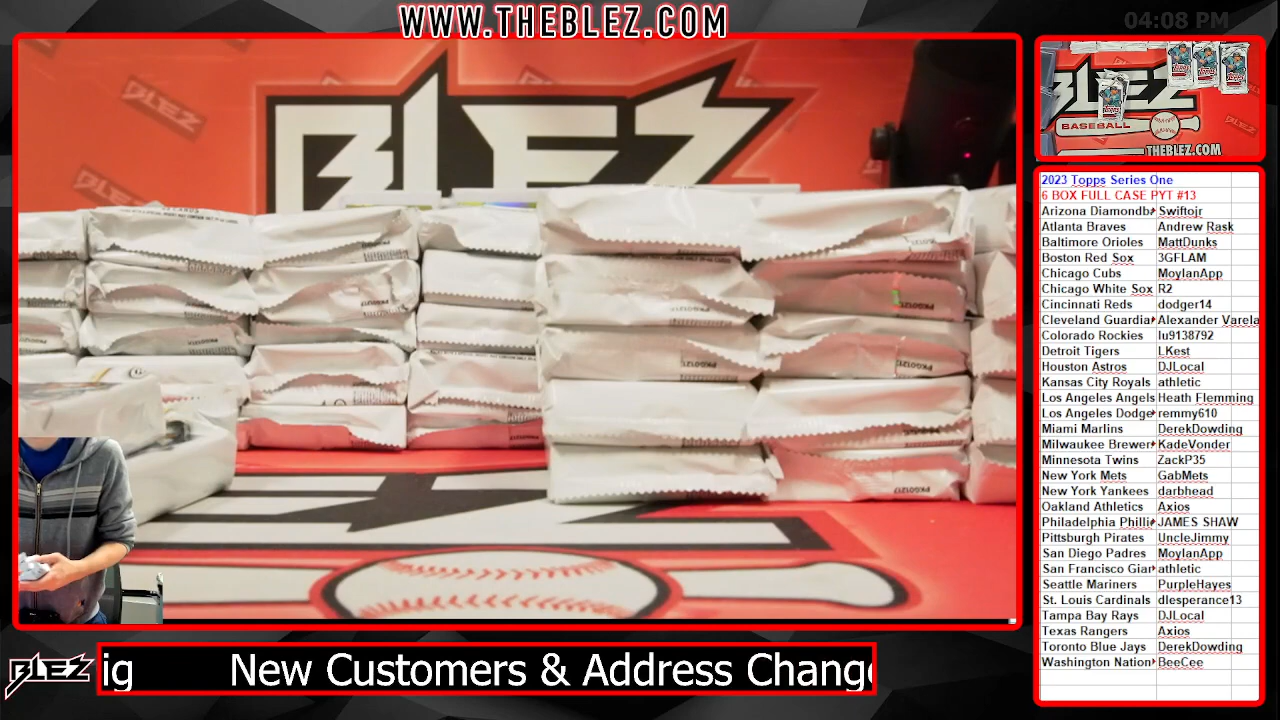 WWW.THEBLEZ.COM
04:08 PM
BLEZ
BLEZ
BLEZ
BASEBALL
THEBLEZ.COM
2023 Topps Series One
6 BOX FULL CASE PYT #13
Arizona Diamondba Swiftojr
Atlanta Braves Andrew Rask
Baltimore Orioles MattDunks
Boston Red Sox 3GFLAM
Chicago Cubs MoylanApp
Chicago White Sox R2
Cincinnati Reds dodger14
Cleveland Guardia Alexander Varela
Colorado Rockies lu9138792
Detroit Tigers LKest
Houston Astros DJLocal
Kansas City Royals athletic
Los Angeles Angels Heath Flemming
Los Angeles Dodge remmy610
Miami Marlins DerekDowding
Milwaukee Brewer KadeVonder
Minnesota Twins ZackP35
New York Mets GabMets
New York Yankees darbhead
Oakland Athletics Axios
Philadelphia Philli JAMES SHAW
Pittsburgh Pirates UncleJimmy
San Diego Padres MoylanApp
San Francisco Gian athletic
Seattle Mariners PurpleHayes
St. Louis Cardinals dlesperance13
Tampa Bay Rays DJLocal
Texas Rangers Axios
Toronto Blue Jays DerekDowding
Washington Nation BeeCee
BLEZ
ig New Customers & Address Change